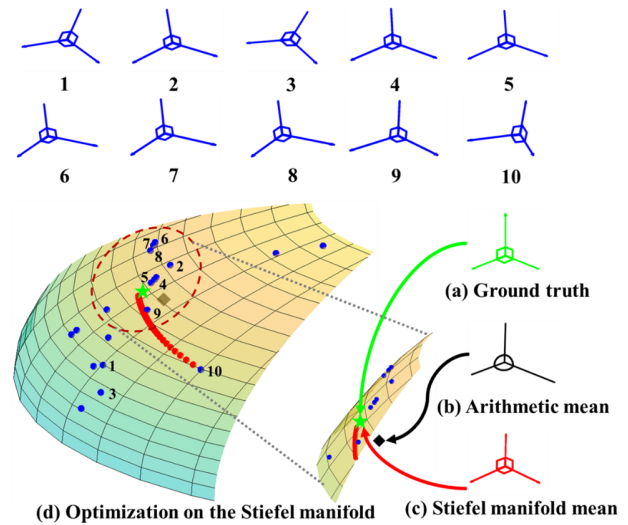 1 2 3 4 5
6 7 8 9 10
7 6
8
2
5 4
9
10
1
3
(a) Ground truth
(b) Arithmetic mean
(c) Stiefel manifold mean
(d) Optimization on the Stiefel manifold